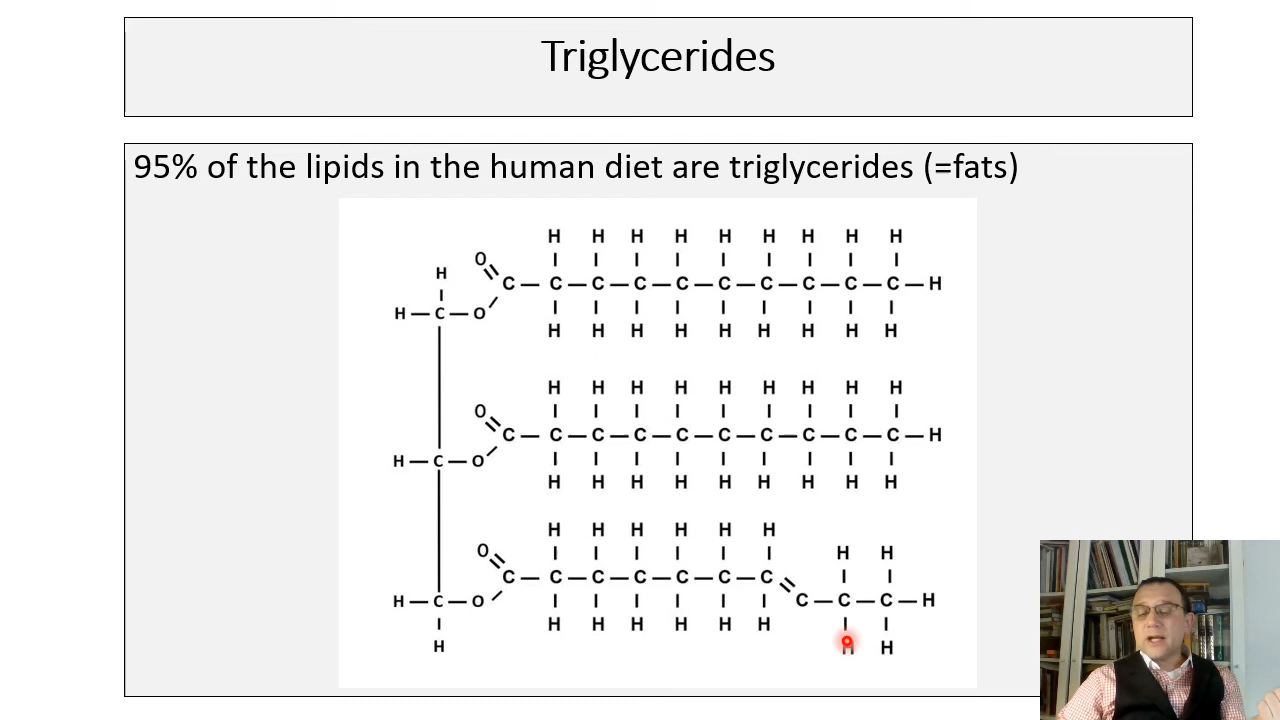 Triglycerides
95% of the lipids in the human diet are triglycerides (=fats)
H H H H H H H H H
O
H C — C — C — C — C — C — C — C — C — C — H
H — C — O
H H H H H H H H H
H H H H H H H H H
O
C — C — C — C — C — C — C — C — C — C — H
H — C — O
H H H H H H H H H
H H H H H H
O H H
C — C — C — C — C — C — C
H — C — O C — C — C — H
H H H H H H
H H H